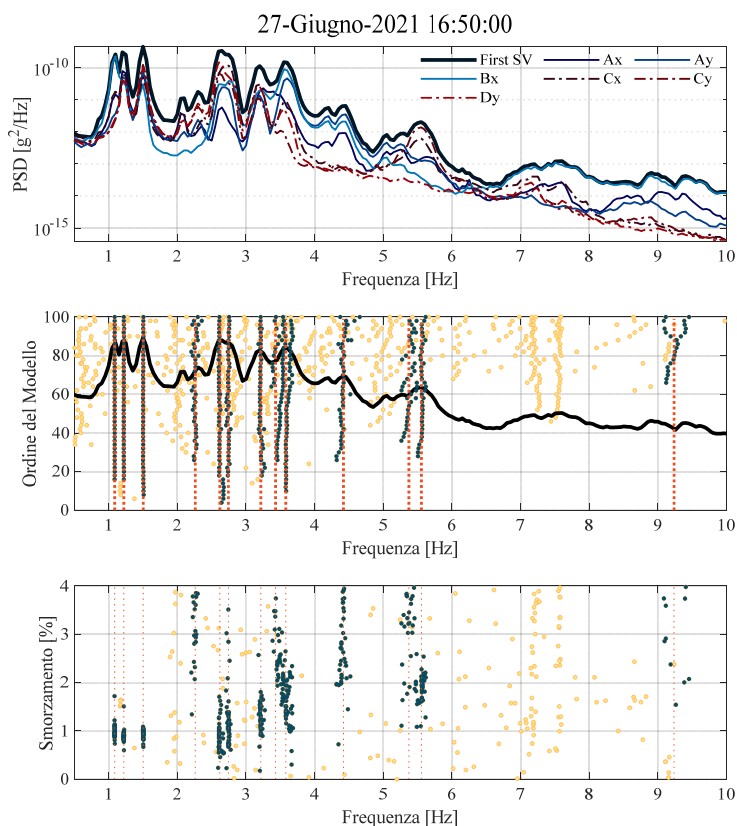 27-Giugno-2021 16:50:00
First SV Ax Ay
Bx Cx Cy
Dy
PSD [g²/Hz]
10⁻¹⁰
10⁻¹⁵
1 2 3 4 5 6 7 8 9 10
Frequenza [Hz]
Ordine del Modello
100
80
60
40
20
0
1 2 3 4 5 6 7 8 9 10
Frequenza [Hz]
Smorzamento [%]
4
3
2
1
0
1 2 3 4 5 6 7 8 9 10
Frequenza [Hz]